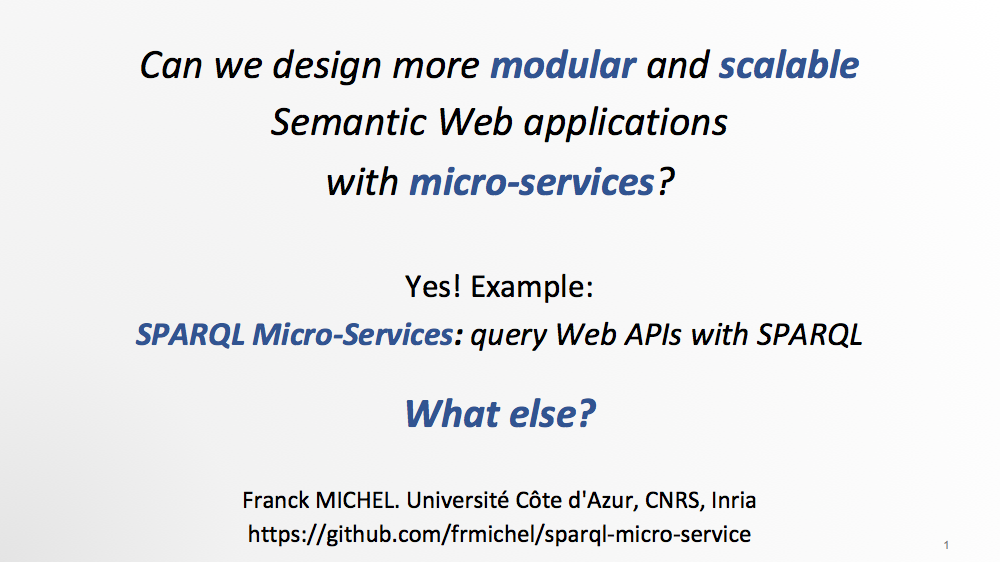 Can we design more modular and scalable
Semantic Web applications
with micro-services?
Yes! Example:
SPARQL Micro-Services: query Web APIs with SPARQL
What else?
Franck MICHEL. Université Côte d'Azur, CNRS, Inria
https://github.com/frmichel/sparql-micro-service
1